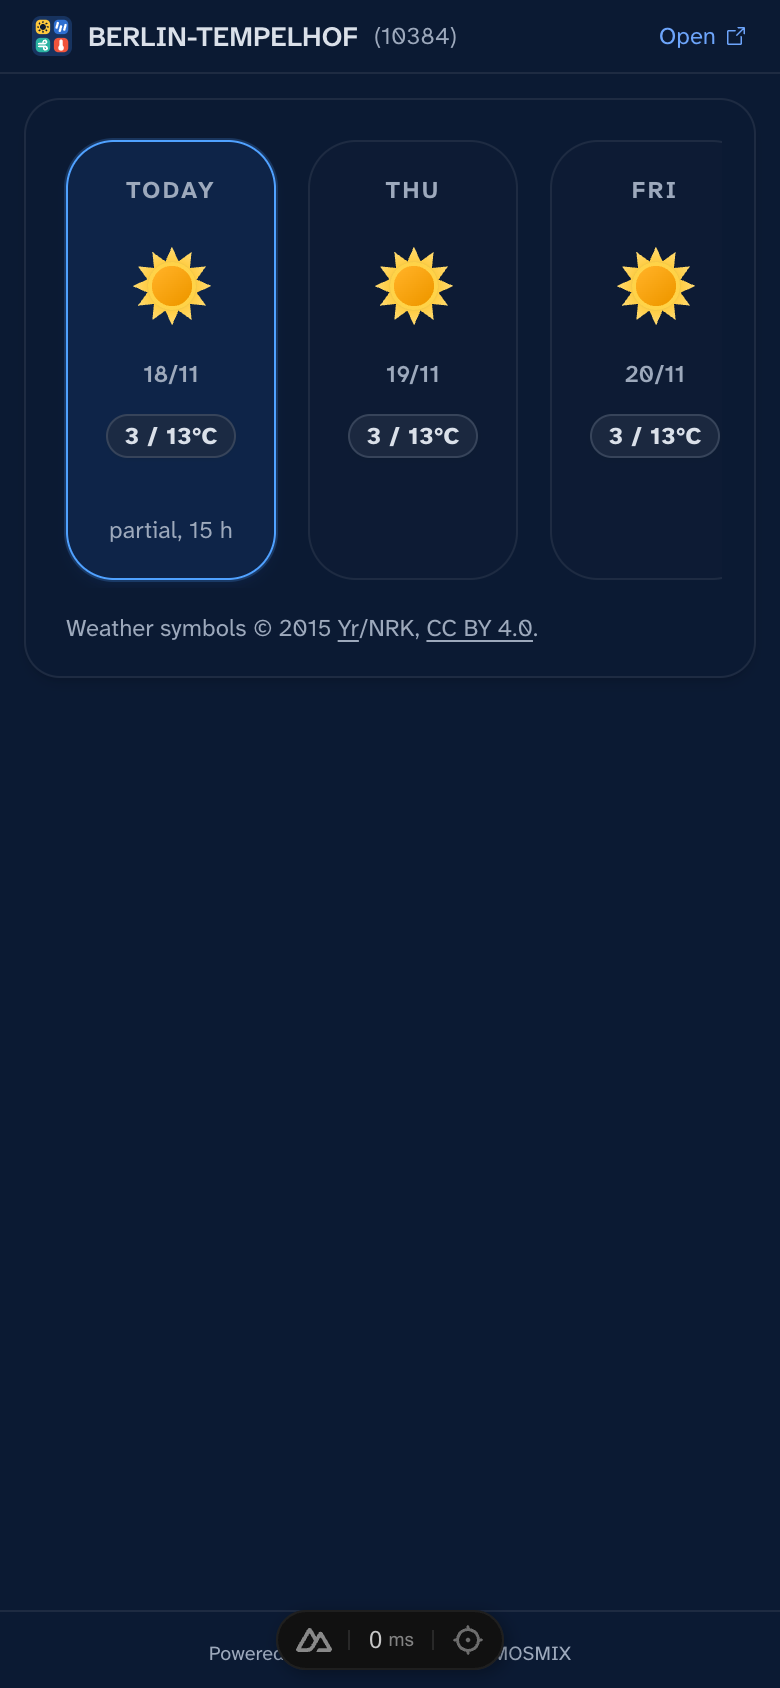 BERLIN-TEMPELHOF (10384) Open
TODAY THU FRI
18/11 19/11 20/11
3 / 13°C 3 / 13°C 3 / 13°C
partial, 15 h
Weather symbols © 2015 Yr/NRK, CC BY 4.0.
0 ms